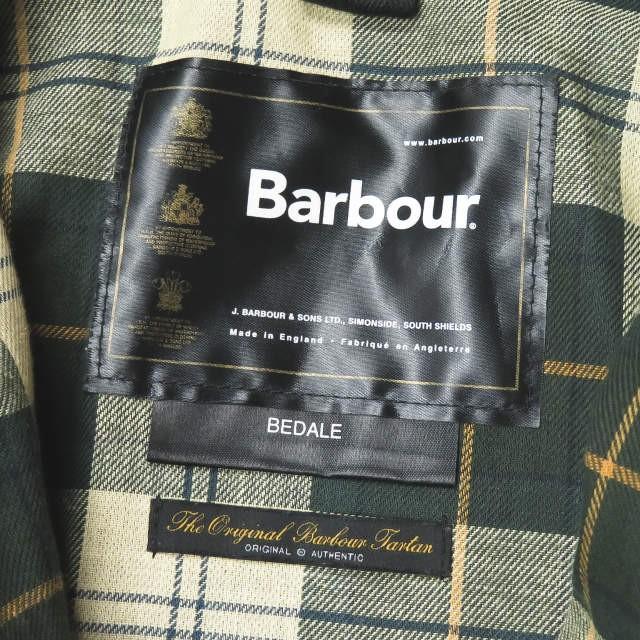 www.barbour.com
Barbour®
J. BARBOUR & SONS LTD., SIMONSIDE, SOUTH SHIELDS
Made in England - Fabriqué en Angleterre
BEDALE
The Original Barbour Tartan
ORIGINAL & AUTHENTIC